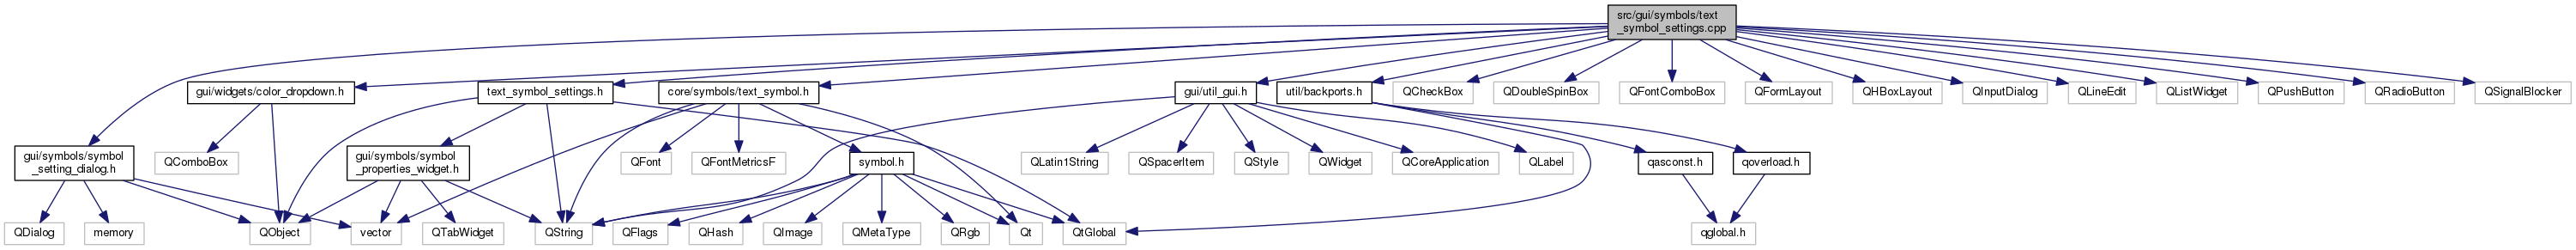 src/gui/symbols/text
_symbol_settings.cpp
gui/widgets/color_dropdown.h
text_symbol_settings.h
core/symbols/text_symbol.h
gui/util_gui.h
util/backports.h
QCheckBox
QDoubleSpinBox
QFontComboBox
QFormLayout
QHBoxLayout
QInputDialog
QLineEdit
QListWidget
QPushButton
QRadioButton
QSignalBlocker
gui/symbols/symbol
_setting_dialog.h
QComboBox
gui/symbols/symbol
_properties_widget.h
QFont
QFontMetricsF
symbol.h
QLatin1String
QSpacerItem
QStyle
QWidget
QCoreApplication
QLabel
qasconst.h
qoverload.h
QDialog
memory
QObject
vector
QTabWidget
QString
QFlags
QHash
QImage
QMetaType
QRgb
Qt
QtGlobal
qglobal.h